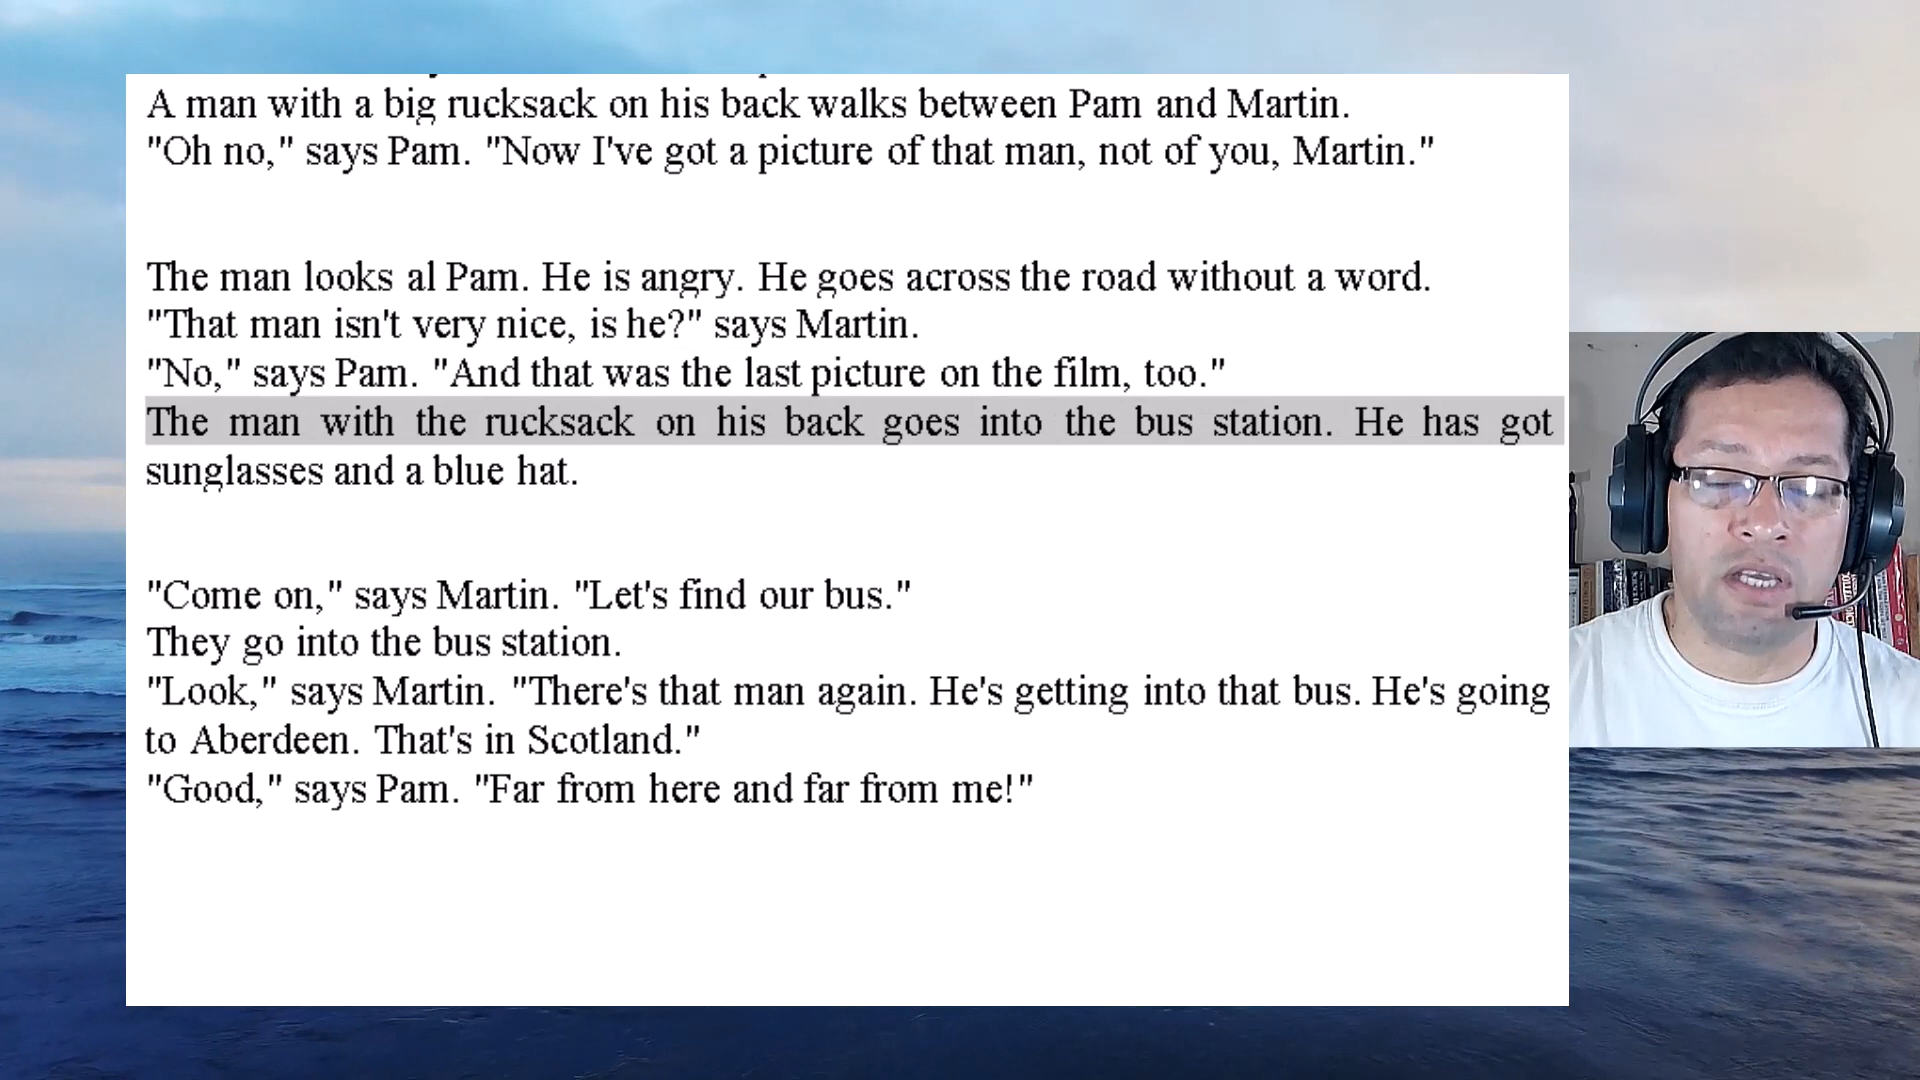 A man with a big rucksack on his back walks between Pam and Martin.
"Oh no," says Pam. "Now I've got a picture of that man, not of you, Martin."
The man looks al Pam. He is angry. He goes across the road without a word.
"That man isn't very nice, is he?" says Martin.
"No," says Pam. "And that was the last picture on the film, too."
The man with the rucksack on his back goes into the bus station. He has got
sunglasses and a blue hat.
"Come on," says Martin. "Let's find our bus."
They go into the bus station.
"Look," says Martin. "There's that man again. He's getting into that bus. He's going
to Aberdeen. That's in Scotland."
"Good," says Pam. "Far from here and far from me!"